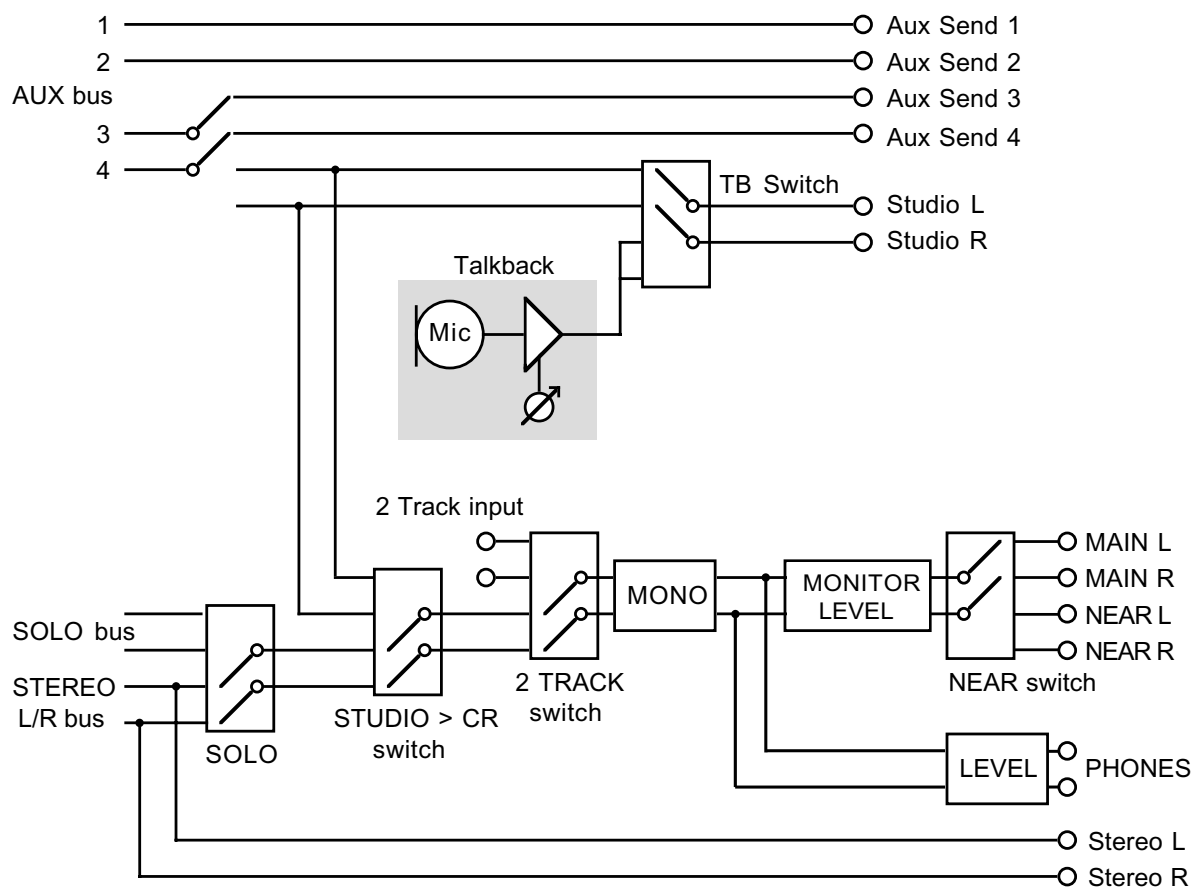 1
Aux Send 1
2
Aux Send 2
AUX bus
Aux Send 3
3
Aux Send 4
4
TB Switch
Studio L
Studio R
Talkback
Mic
2 Track input
MAIN L
MAIN R
NEAR L
NEAR R
MONO
MONITOR
LEVEL
SOLO bus
STEREO
L/R bus
SOLO
STUDIO > CR
switch
2 TRACK
switch
NEAR switch
LEVEL
PHONES
Stereo L
Stereo R